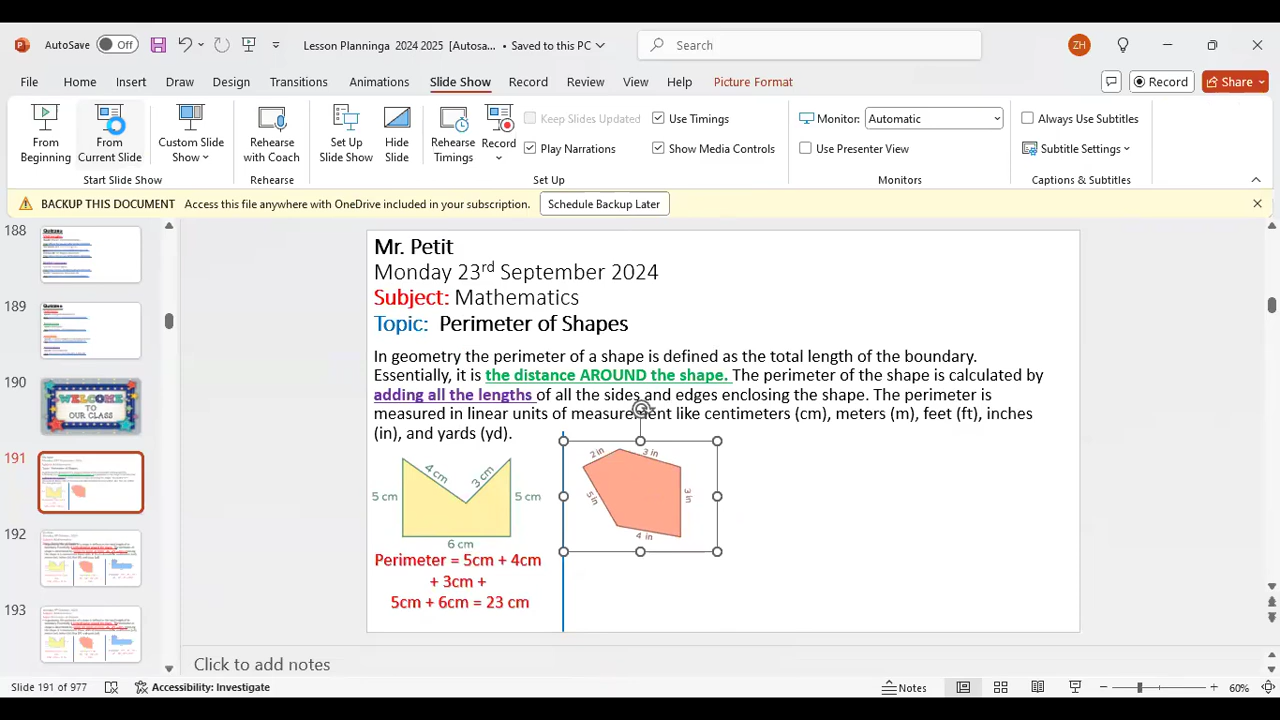 AutoSave Off Lesson Planninga 2024 2025 [Autosa... • Saved to this PC Search ZH
File Home Insert Draw Design Transitions Animations Slide Show Record Review View Help Picture Format Record Share
From Beginning
From Current Slide
Custom Slide Show
Rehearse with Coach
Set Up Slide Show
Hide Slide
Rehearse Timings
Record
Keep Slides Updated
Play Narrations
Use Timings
Show Media Controls
Monitor: Automatic
Use Presenter View
Always Use Subtitles
Subtitle Settings
Start Slide Show Rehearse Set Up Monitors Captions & Subtitles
BACKUP THIS DOCUMENT Access this file anywhere with OneDrive included in your subscription. Schedule Backup Later
188
189
190
WELCOME
TO
OUR CLASS
191
192
193
Mr. Petit
Monday 23rd September 2024
Subject: Mathematics
Topic: Perimeter of Shapes
In geometry the perimeter of a shape is defined as the total length of the boundary.
Essentially, it is the distance AROUND the shape. The perimeter of the shape is calculated by
adding all the lengths of all the sides and edges enclosing the shape. The perimeter is
measured in linear units of measurement like centimeters (cm), meters (m), feet (ft), inches
(in), and yards (yd).
4 cm 3 cm
5 cm 5 cm
6 cm
2 in 3 in
5 in 3 in
4 in
Perimeter = 5cm + 4cm
+ 3cm +
5cm + 6cm = 23 cm
Click to add notes
Slide 191 of 977 Accessibility: Investigate Notes 60%